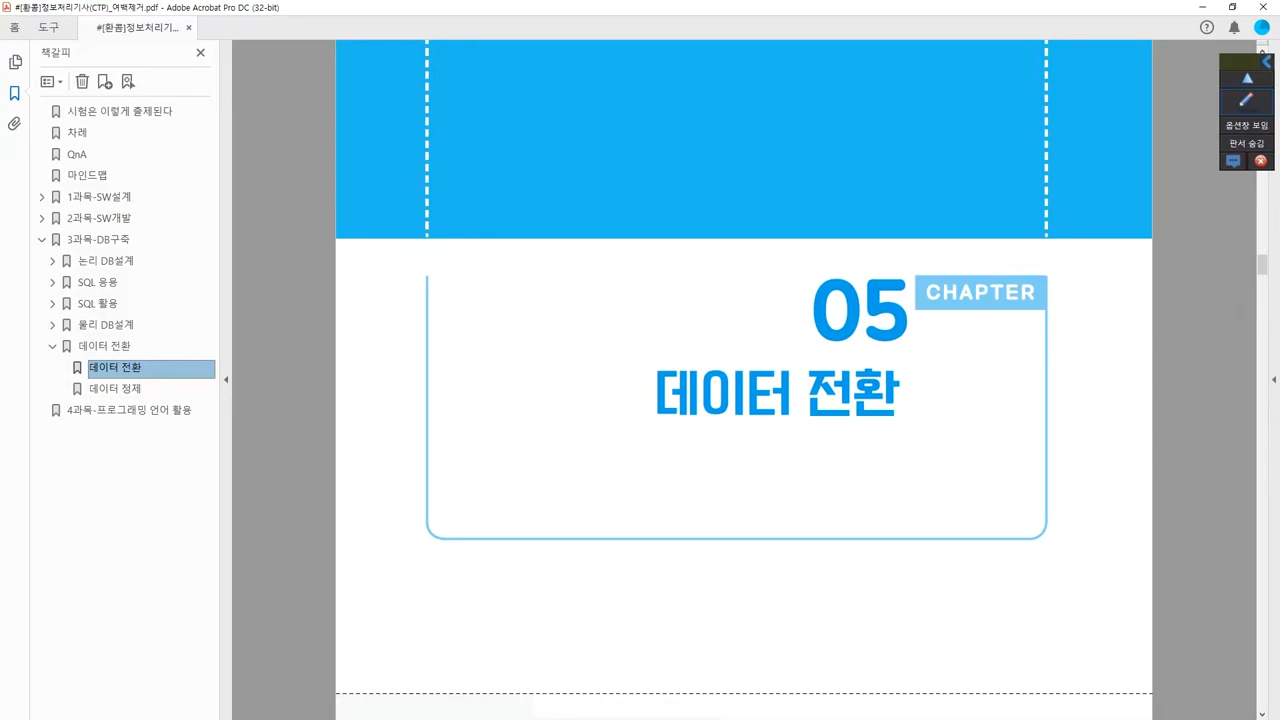 #[환콤]정보처리기사(CTP)_여백제거.pdf - Adobe Acrobat Pro DC (32-bit)
홈
도구
#[환콤]정보처리기...
책갈피
시험은 이렇게 출제된다
차례
QnA
마인드맵
1과목-SW설계
2과목-SW개발
3과목-DB구축
논리 DB설계
SQL 응용
SQL 활용
물리 DB설계
데이터 전환
데이터 전환
데이터 정제
4과목-프로그래밍 언어 활용
05 CHAPTER
데이터 전환
옵션창 보임
판서 숨김